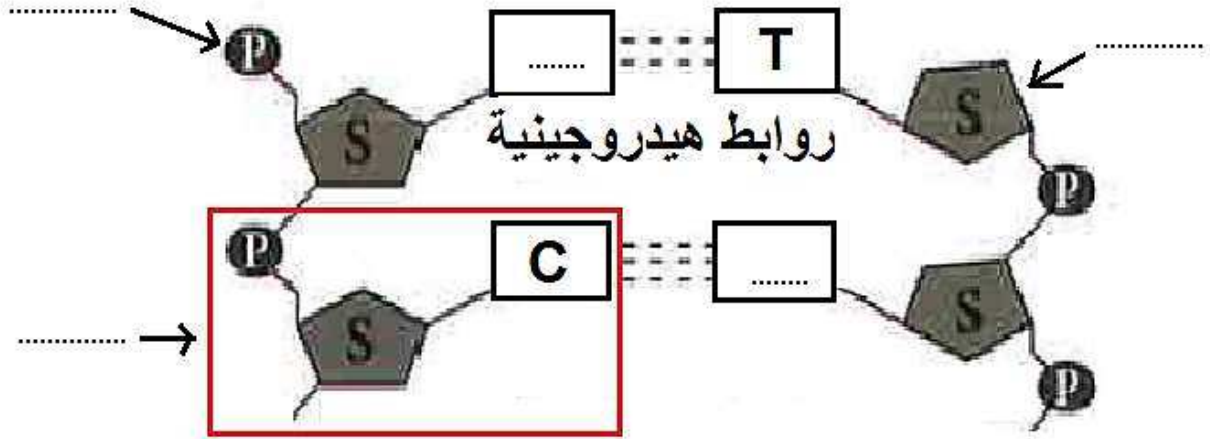 ...............
P ........ T ...............
S S
روابط هيدروجينية
P
P C ........
............... S S
P